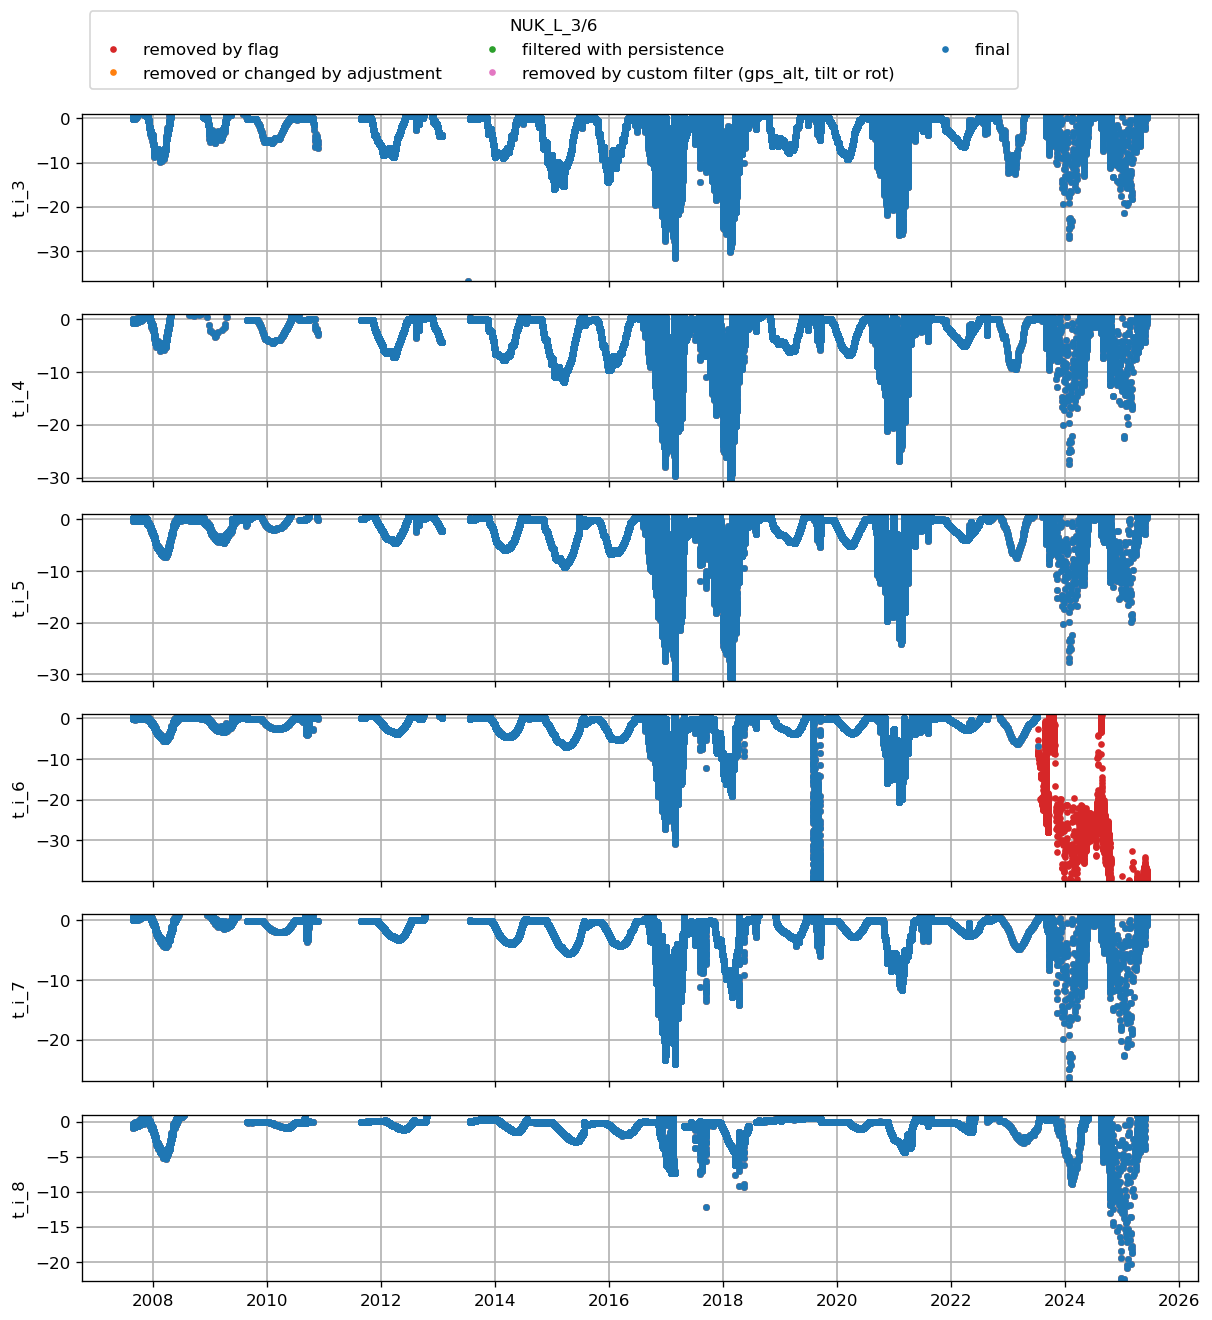 NUK_L_3/6
removed by flag
filtered with persistence
final
removed or changed by adjustment
removed by custom filter (gps_alt, tilt or rot)
0
−10
−20
−30
t_i_3
0
−10
−20
−30
t_i_4
0
−10
−20
−30
t_i_5
0
−10
−20
−30
t_i_6
0
−10
−20
t_i_7
0
−5
−10
−15
−20
t_i_8
2008 2010 2012 2014 2016 2018 2020 2022 2024 2026